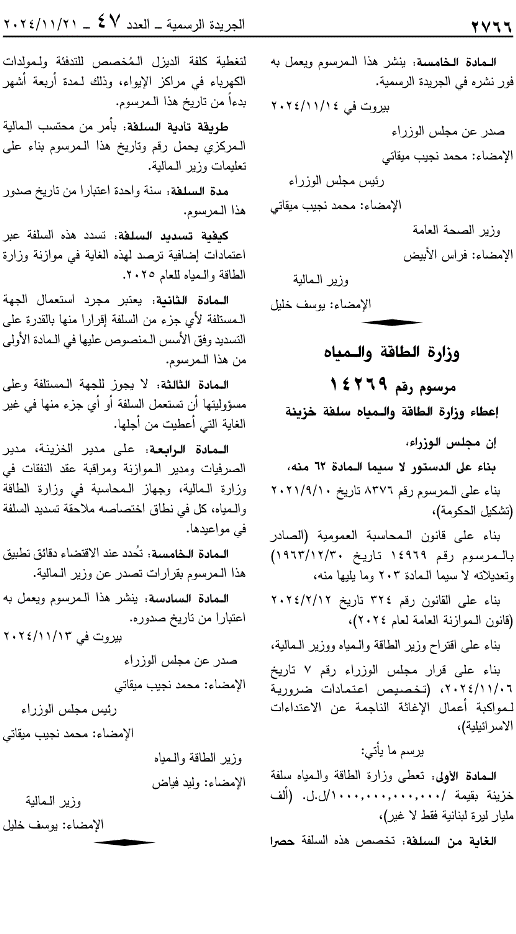 ٢٧٦٦
الجريدة الرسمية ــ العدد ٤٧ ــ ٢٠٢٤/١١/٢١
المادة الخامسة: ينشر هذا المرسوم ويعمل به
فور نشره في الجريدة الرسمية.
بيروت في ٢٠٢٤/١١/١٤
صدر عن مجلس الوزراء
الإمضاء: محمد نجيب ميقاتي
رئيس مجلس الوزراء
الإمضاء: محمد نجيب ميقاتي
وزير الصحة العامة
الإمضاء: فراس الأبيض
وزير المالية
الإمضاء: يوسف خليل
وزارة الطاقة والمياه
مرسوم رقم ١٤٢٦٩
إعطاء وزارة الطاقة والمياه سلفة خزينة
إن مجلس الوزراء،
بناء على الدستور لا سيما المادة ٦٢ منه،
بناء على المرسوم رقم ٨٣٧٦ تاريخ ٢٠٢١/٩/١٠
(تشكيل الحكومة)،
بناء على قانون المحاسبة العمومية (الصادر
بالمرسوم رقم ١٤٩٦٩ تاريخ ١٩٦٣/١٢/٣٠)
وتعديلاته لا سيما المادة ٢٠٣ وما يليها منه،
بناء على القانون رقم ٣٢٤ تاريخ ٢٠٢٤/٢/١٢
(قانون الموازنة العامة لعام ٢٠٢٤)،
بناء على اقتراح وزير الطاقة والمياه ووزير المالية،
بناء على قرار مجلس الوزراء رقم ٧ تاريخ
٢٠٢٤/١١/٠٦، (تخصيص اعتمادات ضرورية
لمواكبة أعمال الإغاثة الناجمة عن الاعتداءات
الاسرائيلية)،
يرسم ما يأتي:
المادة الأولى: تعطى وزارة الطاقة والمياه سلفة
خزينة بقيمة /١٠٠٠,٠٠٠,٠٠٠,٠٠٠/ل.ل. (ألف
مليار ليرة لبنانية فقط لا غير)،
الغاية من السلفة: تخصص هذه السلفة حصرا
لتغطية كلفة الديزل المُخصص للتدفئة ولمولدات
الكهرباء في مراكز الإيواء، وذلك لمدة أربعة أشهر
بدءاً من تاريخ هذا المرسوم.
طريقة تادية السلفة: بأمر من محتسب المالية
المركزي يحمل رقم وتاريخ هذا المرسوم بناء على
تعليمات وزير المالية.
مدة السلفة: سنة واحدة اعتبارا من تاريخ صدور
هذا المرسوم.
كيفية تسديد السلفة: تسدد هذه السلفة عبر
اعتمادات إضافية ترصد لهذه الغاية في موازنة وزارة
الطاقة والمياه للعام ٢٠٢٥.
المادة الثانية: يعتبر مجرد استعمال الجهة
المستلفة لأي جزء من السلفة إقرارا منها بالقدرة على
التسديد وفق الأسس المنصوص عليها في المادة الأولى
من هذا المرسوم.
المادة الثالثة: لا يجوز للجهة المستلفة وعلى
مسؤوليتها أن تستعمل السلفة أو أي جزء منها في غير
الغاية التي أعطيت من أجلها.
المادة الرابعة: على مدير الخزينة، مدير
الصرفيات ومدير الموازنة ومراقبة عقد النفقات في
وزارة المالية، وجهاز المحاسبة في وزارة الطاقة
والمياه، كل في نطاق اختصاصه ملاحقة تسديد السلفة
في مواعيدها.
المادة الخامسة: تحُدد عند الاقتضاء دقائق تطبيق
هذا المرسوم بقرارات تصدر عن وزير المالية.
المادة السادسة: ينشر هذا المرسوم ويعمل به
اعتبارا من تاريخ صدوره.
بيروت في ٢٠٢٤/١١/١٣
صدر عن مجلس الوزراء
الإمضاء: محمد نجيب ميقاتي
رئيس مجلس الوزراء
الإمضاء: محمد نجيب ميقاتي
وزير الطاقة والمياه
الإمضاء: وليد فياض
وزير المالية
الإمضاء: يوسف خليل